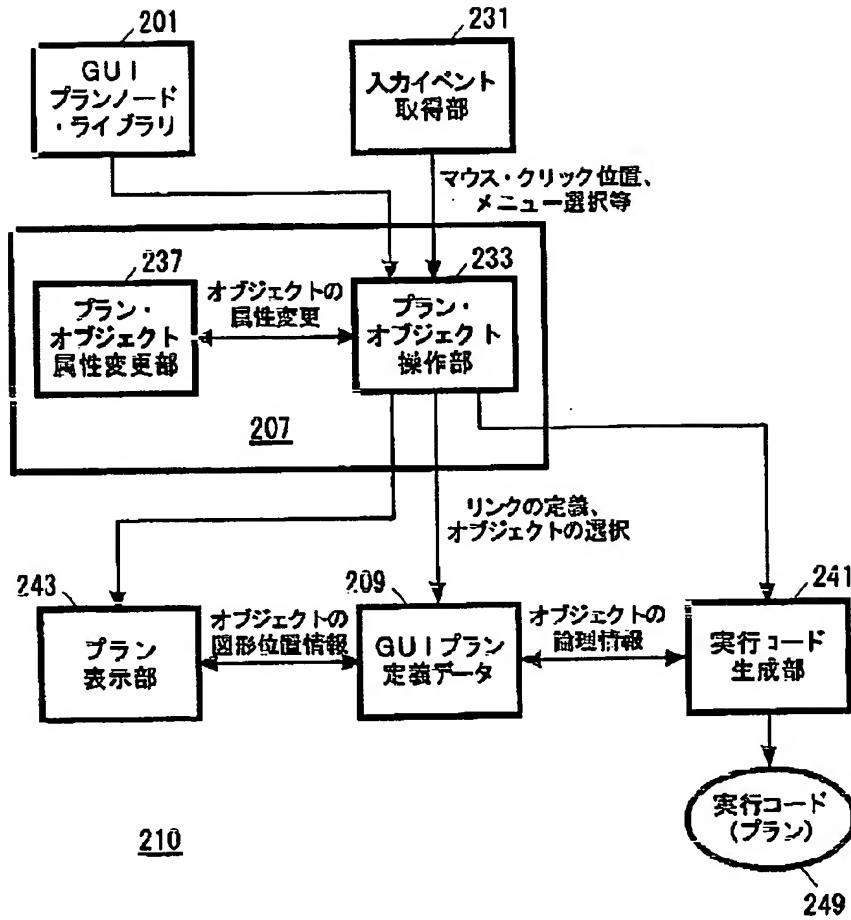 201
GUI
プランノード
・ライブラリ
231
入力イベント
取得部
マウス・クリック位置、
メニュー選択等
237
プラン・
オブジェクト
属性変更部
オブジェクトの
属性変更
233
プラン・
オブジェクト
操作部
207
リンクの定義、
オブジェクトの選択
243
プラン
表示部
オブジェクトの
図形位置情報
209
GUIプラン
定義データ
オブジェクトの
論理情報
241
実行コード
生成部
実行コード
(プラン)
249
210